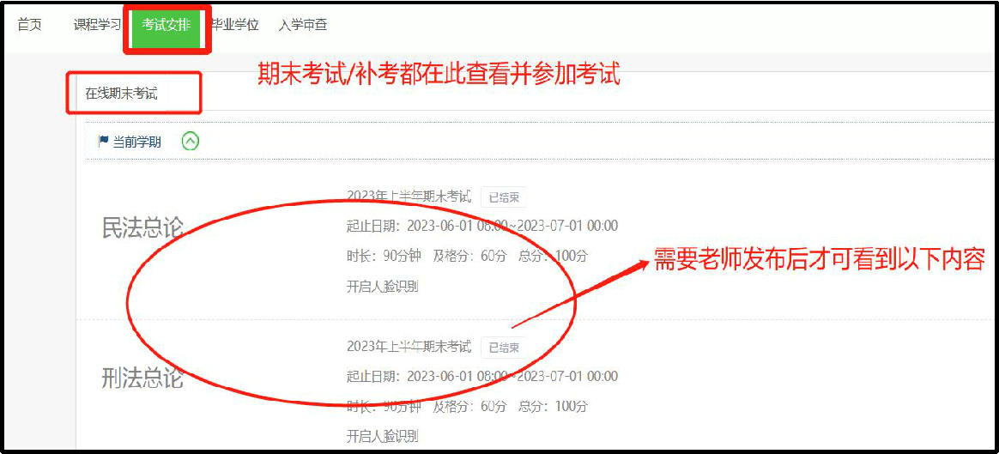 首页 课程学习 考试安排 毕业学位 入学审查
期末考试/补考都在此查看并参加考试
在线期末考试
当前学期
2023年上半年期末考试 已结束
民法总论
起止日期：2023-06-01 08:00~2023-07-01 00:00
时长：90分钟 及格分：60分 总分：100分
需要老师发布后才可看到以下内容
开启人脸识别
2023年上半年期末考试 已结束
刑法总论
起止日期：2023-06-01 08:00~2023-07-01 00:00
时长：90分钟 及格分：60分 总分：100分
开启人脸识别